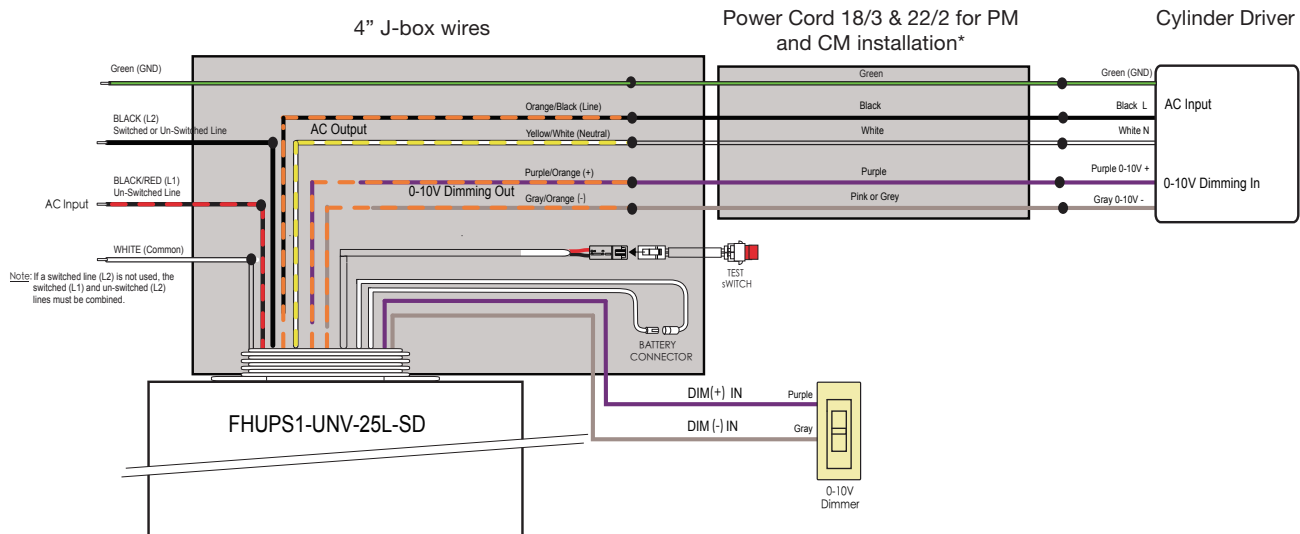 4” J-box wires
Power Cord 18/3 & 22/2 for PM
and CM installation*
Cylinder Driver
Green (GND)
Green
Green (GND)
BLACK (L2)
Switched or Un-Switched Line
Orange/Black (Line)
Black
Black L
AC Input
AC Output
Yellow/White (Neutral)
White
White N
BLACK/RED (L1)
Un-Switched Line
AC Input
Purple/Orange (+)
Purple
Purple 0-10V +
0-10V Dimming Out
0-10V Dimming In
Gray/Orange (-)
Pink or Grey
Gray 0-10V -
WHITE (Common)
Note: If a switched line (L2) is not used, the
switched (L1) and un-switched (L2)
lines must be combined.
TEST
sWITCH
BATTERY
CONNECTOR
FHUPS1-UNV-25L-SD
DIM(+) IN
Purple
DIM (-) IN
Gray
0-10V
Dimmer